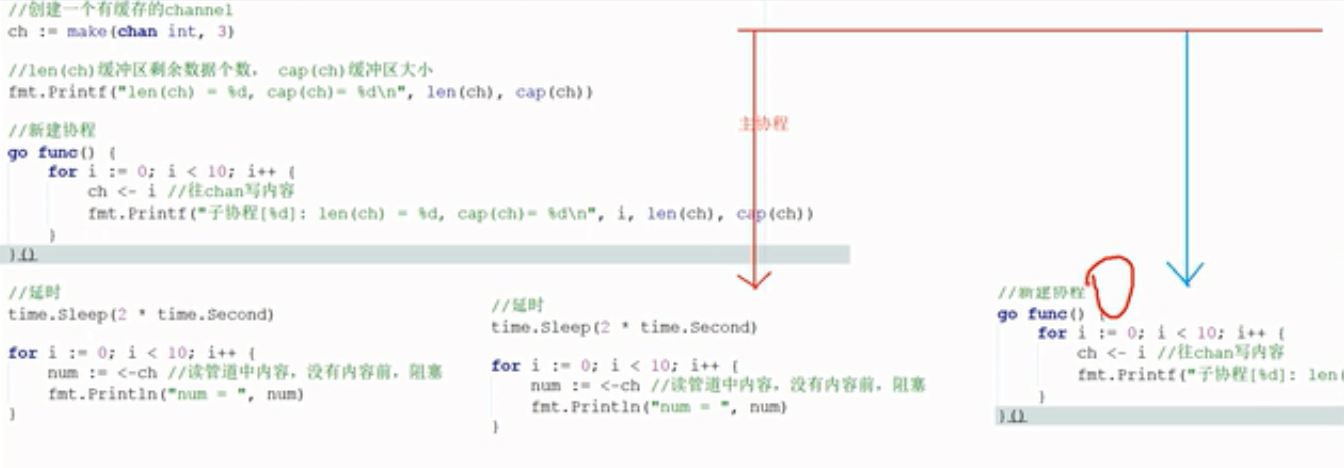 //创建一个有缓存的channel
ch := make(chan int, 3)
//len(ch)缓冲区剩余数据个数， cap(ch)缓冲区大小
fmt.Printf("len(ch) = %d, cap(ch)= %d\n", len(ch), cap(ch))
//新建协程
go func() {
for i := 0; i < 10; i++ {
ch <- i //往chan写内容
fmt.Printf("子协程[%d]: len(ch) = %d, cap(ch)= %d\n", i, len(ch), cap(ch))
}
}()
//延时
time.Sleep(2 * time.Second)
for i := 0; i < 10; i++ {
num := <-ch //读管道中内容，没有内容前，阻塞
fmt.Println("num = ", num)
}
主协程
//延时
time.Sleep(2 * time.Second)
for i := 0; i < 10; i++ {
num := <-ch //读管道中内容，没有内容前，阻塞
fmt.Println("num = ", num)
}
//新建协程
go func() {
for i := 0; i < 10; i++ {
ch <- i //往chan写内容
fmt.Printf("子协程[%d]: len(
}
}()